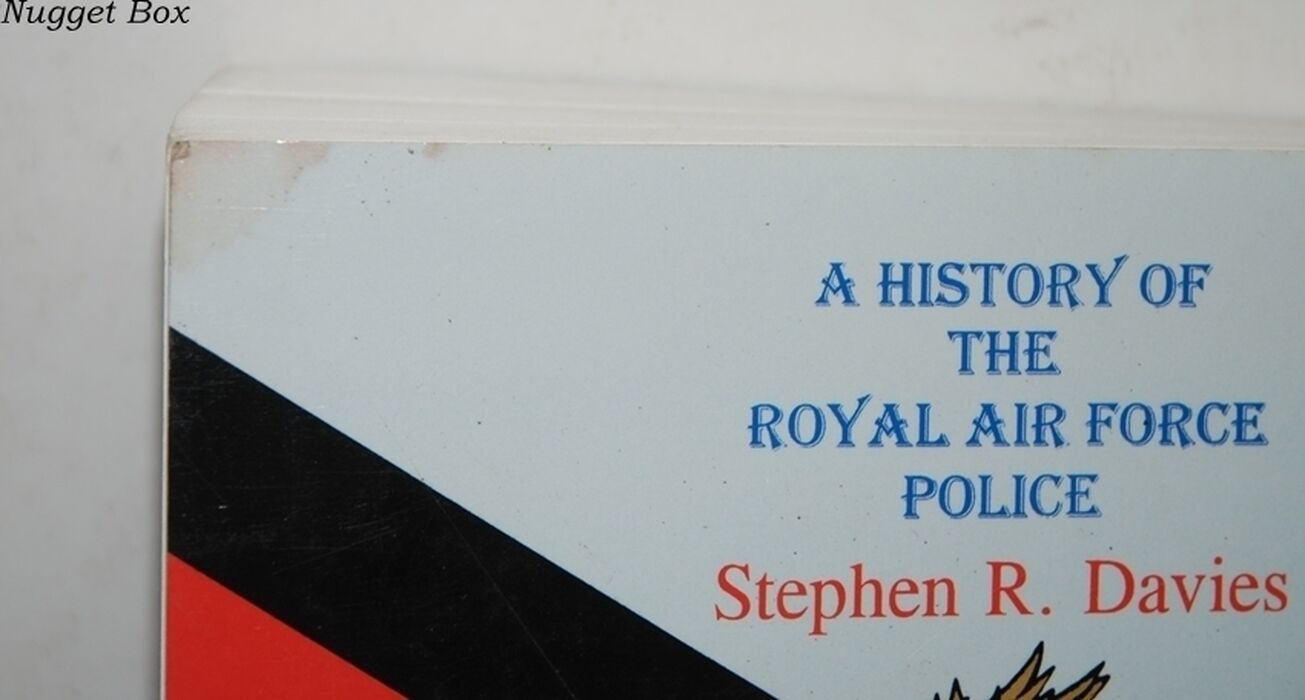 Nugget Box
A HISTORY OF
THE
ROYAL AIR FORCE
POLICE
Stephen R. Davies